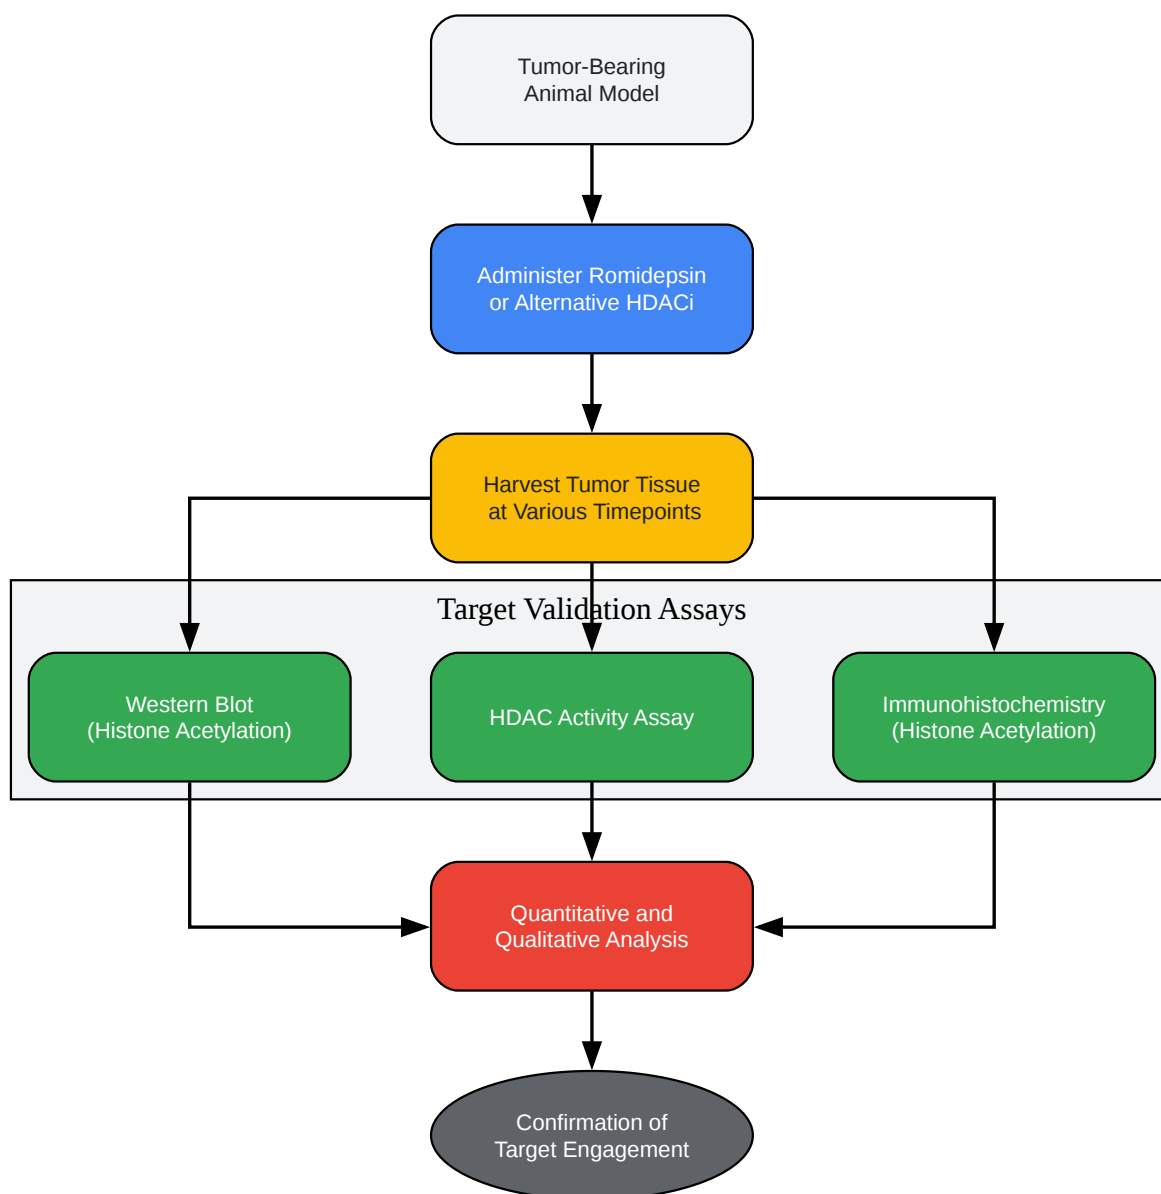 Tumor-Bearing
Animal Model
Administer Romidepsin
or Alternative HDACi
Harvest Tumor Tissue
at Various Timepoints
Target Validation Assays
Western Blot
(Histone Acetylation)
HDAC Activity Assay
Immunohistochemistry
(Histone Acetylation)
Quantitative and
Qualitative Analysis
Confirmation of
Target Engagement